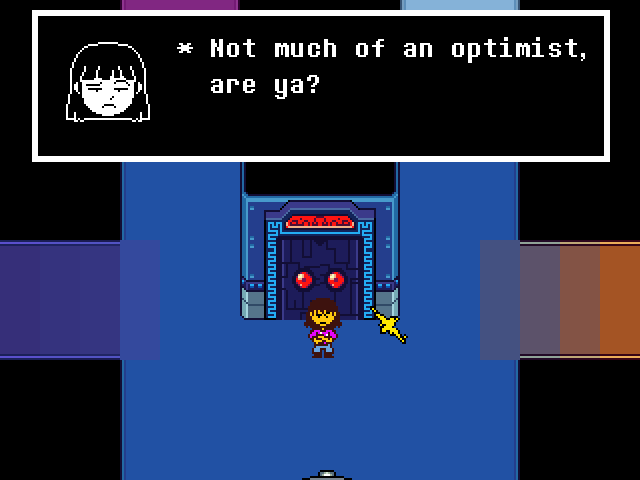 * Not much of an optimist,
are ya?